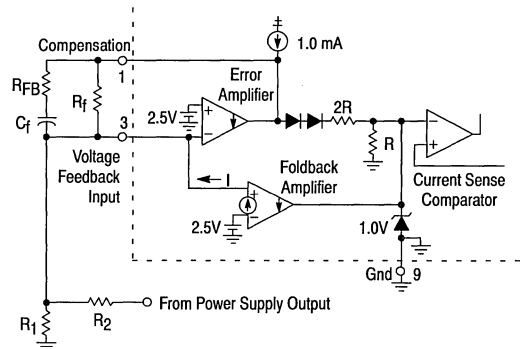 Compensation
1
1.0 mA
RFB
Cf
Rf
Error
Amplifier
2.5V
+
−
2R
R
−
+
3
Voltage
Feedback
Input
I
Foldback
Amplifier
+
−
2.5V
Current Sense
Comparator
1.0V
Gnd
9
From Power Supply Output
R1
R2